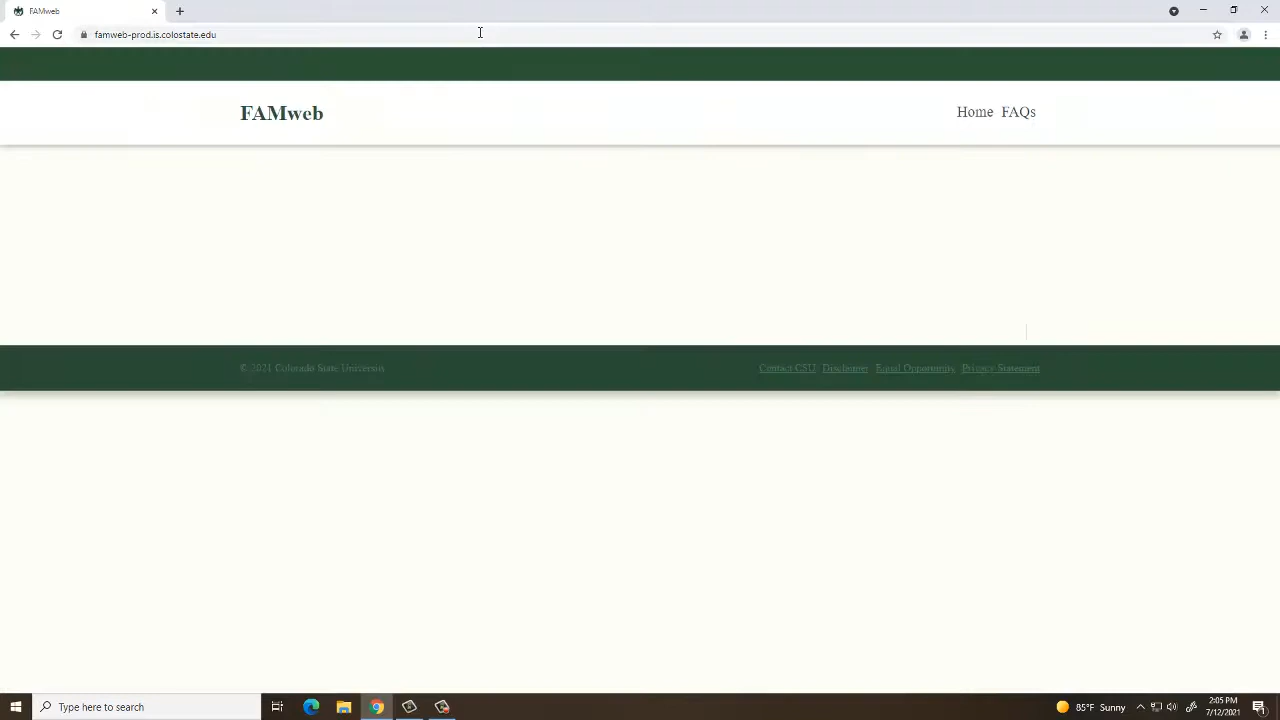 FAMweb
famweb-prod.is.colostate.edu
FAMweb
Home FAQs
© 2021 Colorado State University
Contact CSU Disclaimer Equal Opportunity Privacy Statement
Type here to search
85°F Sunny
2:05 PM
7/12/2021
1